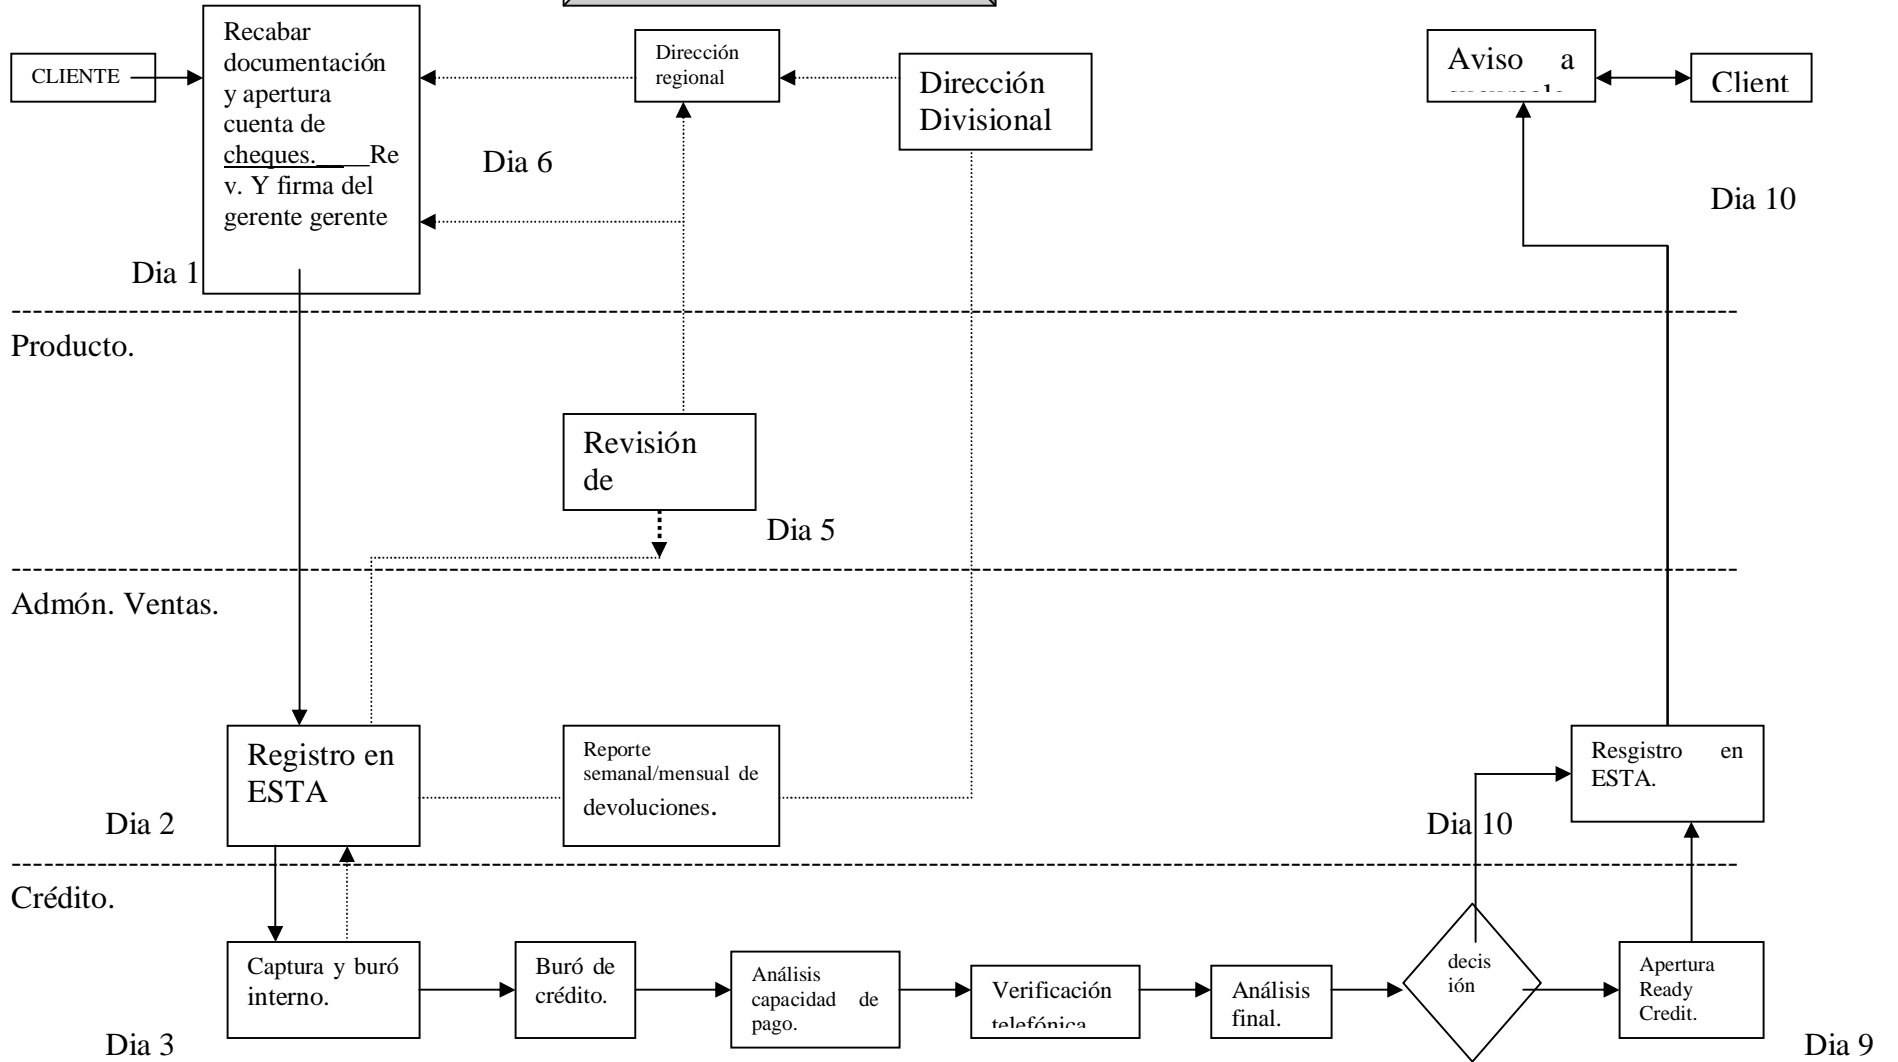 CLIENTE
Recabar
documentación
y apertura
cuenta de
cheques.____Re
v. Y firma del
gerente gerente
Dia 1
Dirección
regional
Dirección
Divisional
Dia 6
Aviso a
Client
Dia 10
Producto.
Revisión
de
Dia 5
Admón. Ventas.
Registro en
ESTA
Dia 2
Reporte
semanal/mensual de
devoluciones.
Resgistro en
ESTA.
Dia 10
Crédito.
Captura y buró
interno.
Dia 3
Buró de
crédito.
Análisis
capacidad de
pago.
Verificación
telefónica
Análisis
final.
decis
ión
Apertura
Ready
Credit.
Dia 9